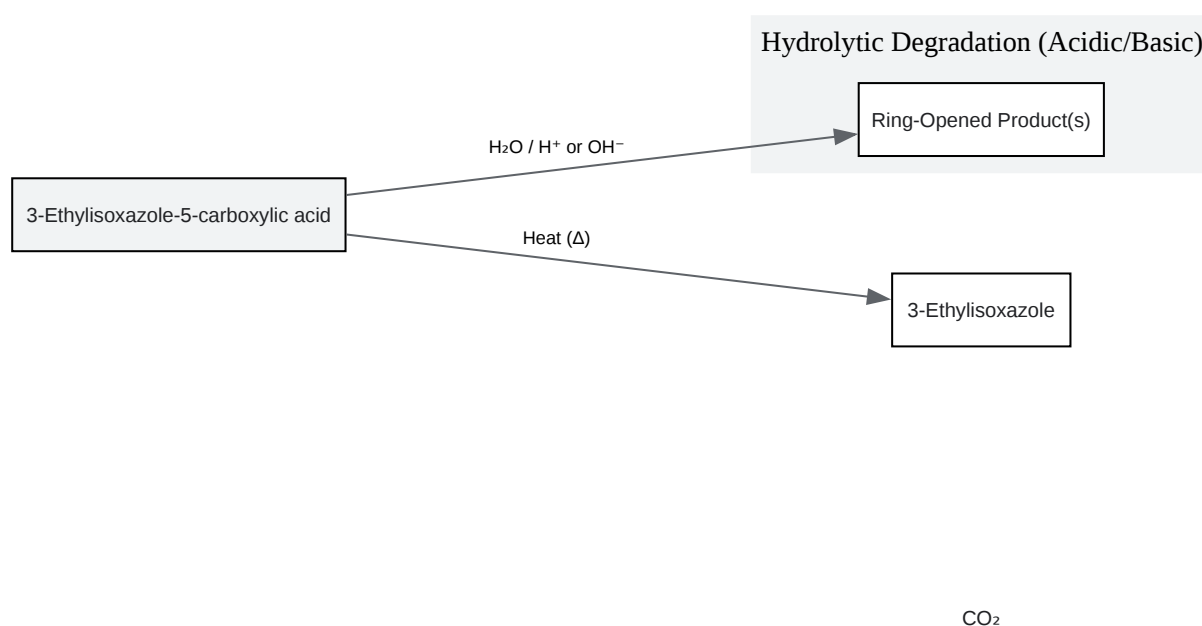 Hydrolytic Degradation (Acidic/Basic)
Ring-Opened Product(s)
H₂O / H⁺ or OH⁻
3-Ethylisoxazole-5-carboxylic acid
Heat (Δ)
3-Ethylisoxazole
CO₂